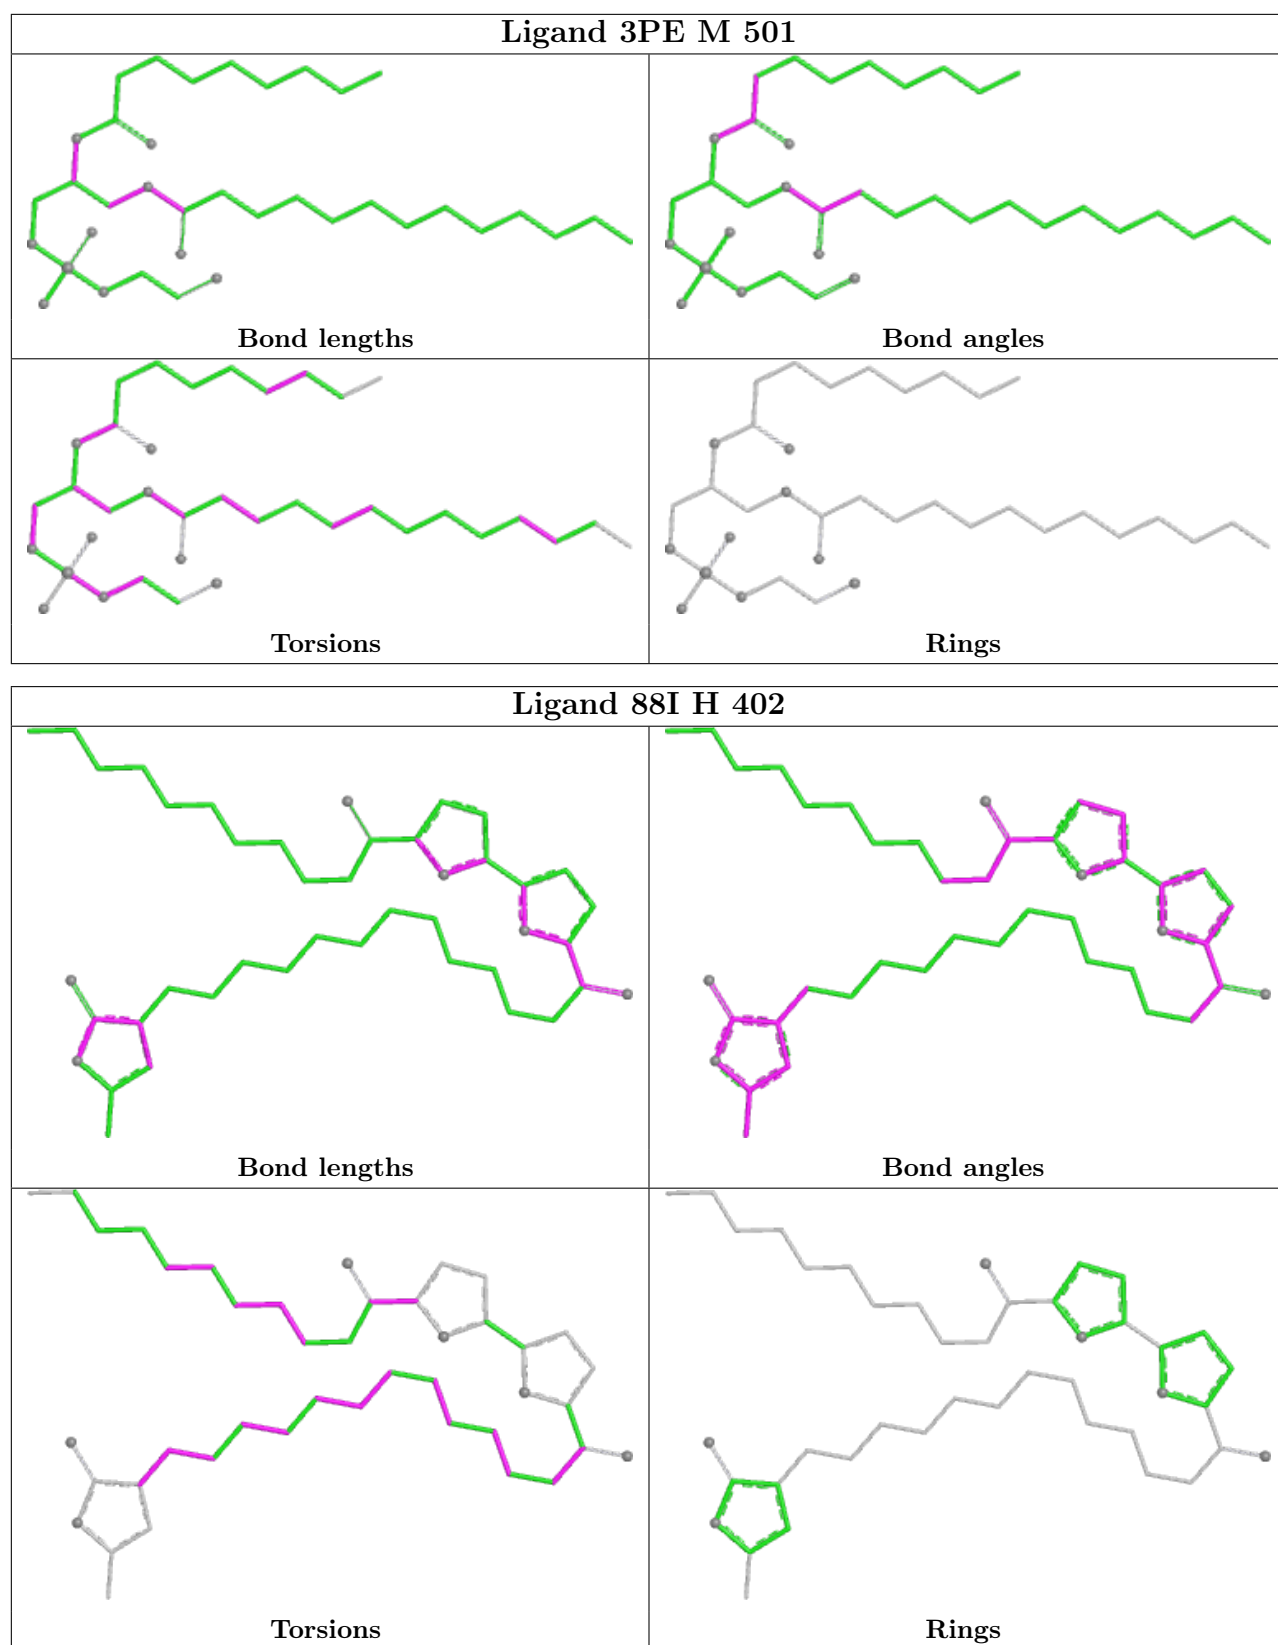 Ligand 3PE M 501
Bond lengths
Bond angles
Torsions
Rings
Ligand 88I H 402
Bond lengths
Bond angles
Torsions
Rings